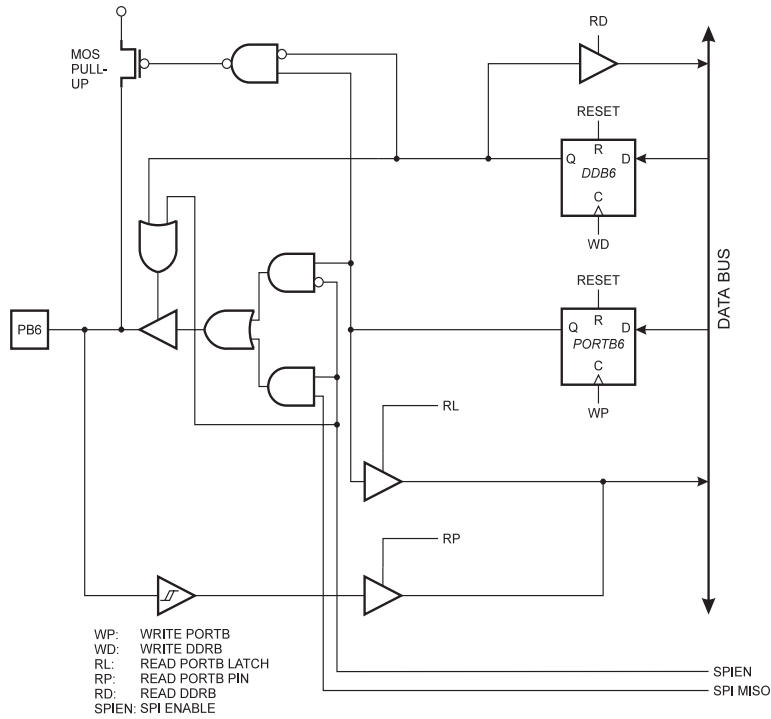 RD
MOS
PULL-
UP
RESET
R
Q
D
DDB6
C
WD
RESET
R
Q
D
PORTB6
C
WP
DATA BUS
PB6
RL
RP
WP: WRITE PORTB
WD: WRITE DDRB
RL: READ PORTB LATCH
RP: READ PORTB PIN
RD: READ DDRB
SPIEN: SPI ENABLE
SPIEN
SPI MISO